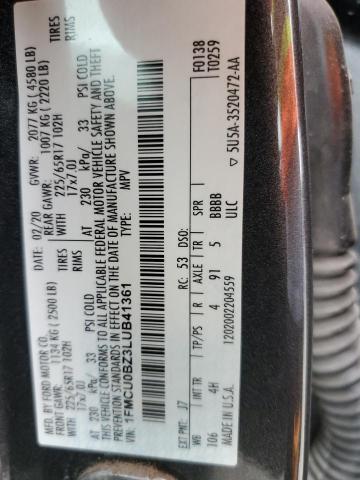 MFD. BY FORD MOTOR CO.
DATE: 02/20 GVWR: 2077 KG (4580 LB)
FRONT GAWR: 1134 KG (2500 LB) REAR GAWR: 1007 KG (2220 LB)
WITH 225/65R17 102H TIRES WITH 225/65R17 102H TIRES
17x7.0J RIMS 17x7.0J RIMS
AT 230 kPa/ 33 PSI COLD AT 230 kPa/ 33 PSI COLD
THIS VEHICLE CONFORMS TO ALL APPLICABLE FEDERAL MOTOR VEHICLE SAFETY AND THEFT
PREVENTION STANDARDS IN EFFECT ON THE DATE OF MANUFACTURE SHOWN ABOVE.
VIN: 1FMCU0BZ3LUB41361 TYPE: MPV
F0138
T0259
EXT PNT: J7 RC: 53 DSO:
WB INT TR TP/PS R AXLE TR SPR
106 4H 4 91 5 BBBB
ULC
MADE IN U.S.A. 1202002204559 ▽ 5U5A-3520472-AA